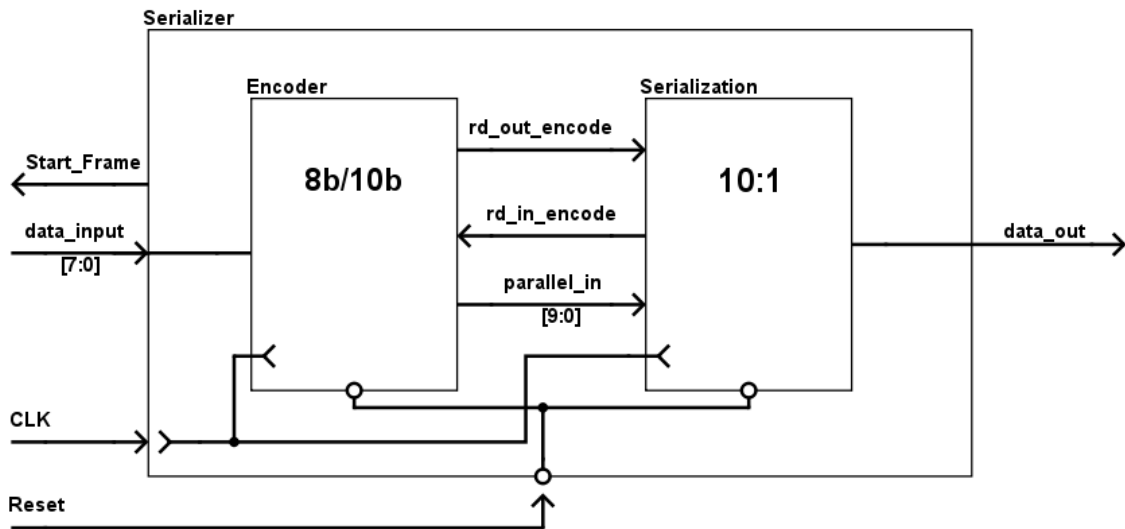 Serializer
Encoder
Serialization
rd_out_encode
Start_Frame
8b/10b
10:1
rd_in_encode
data_input
[7:0]
data_out
parallel_in
[9:0]
CLK
Reset